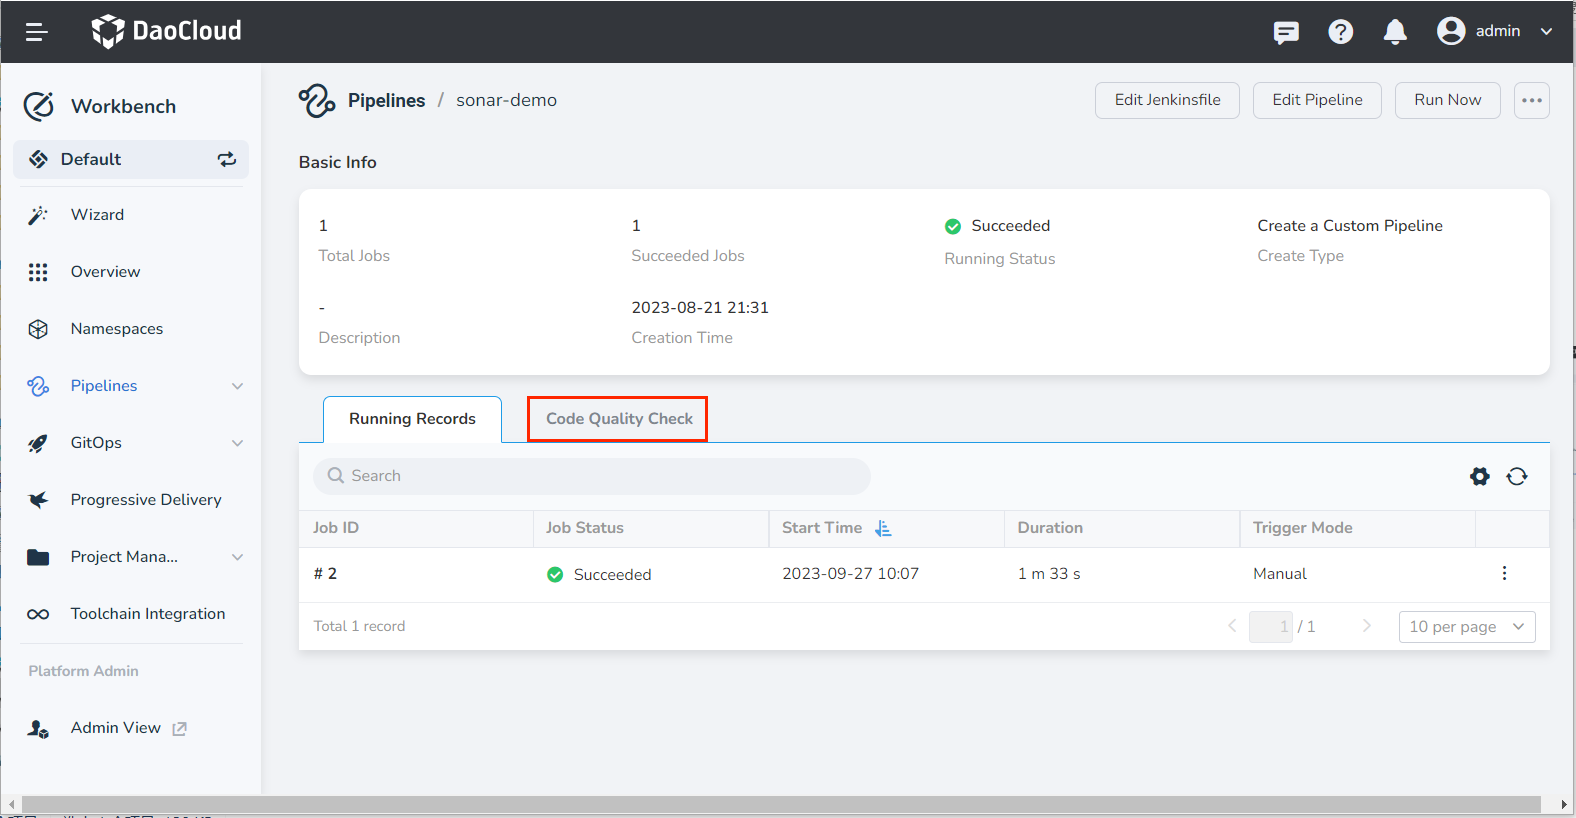 DaoCloud
admin
Workbench
Default
Wizard
Overview
Namespaces
Pipelines
GitOps
Progressive Delivery
Project Mana...
Toolchain Integration
Platform Admin
Admin View
Pipelines / sonar-demo
Edit Jenkinsfile
Edit Pipeline
Run Now
Basic Info
1
Total Jobs
1
Succeeded Jobs
Succeeded
Running Status
Create a Custom Pipeline
Create Type
-
Description
2023-08-21 21:31
Creation Time
Running Records
Code Quality Check
Search
Job ID Job Status Start Time Duration Trigger Mode
# 2 Succeeded 2023-09-27 10:07 1 m 33 s Manual
Total 1 record
1 / 1
10 per page